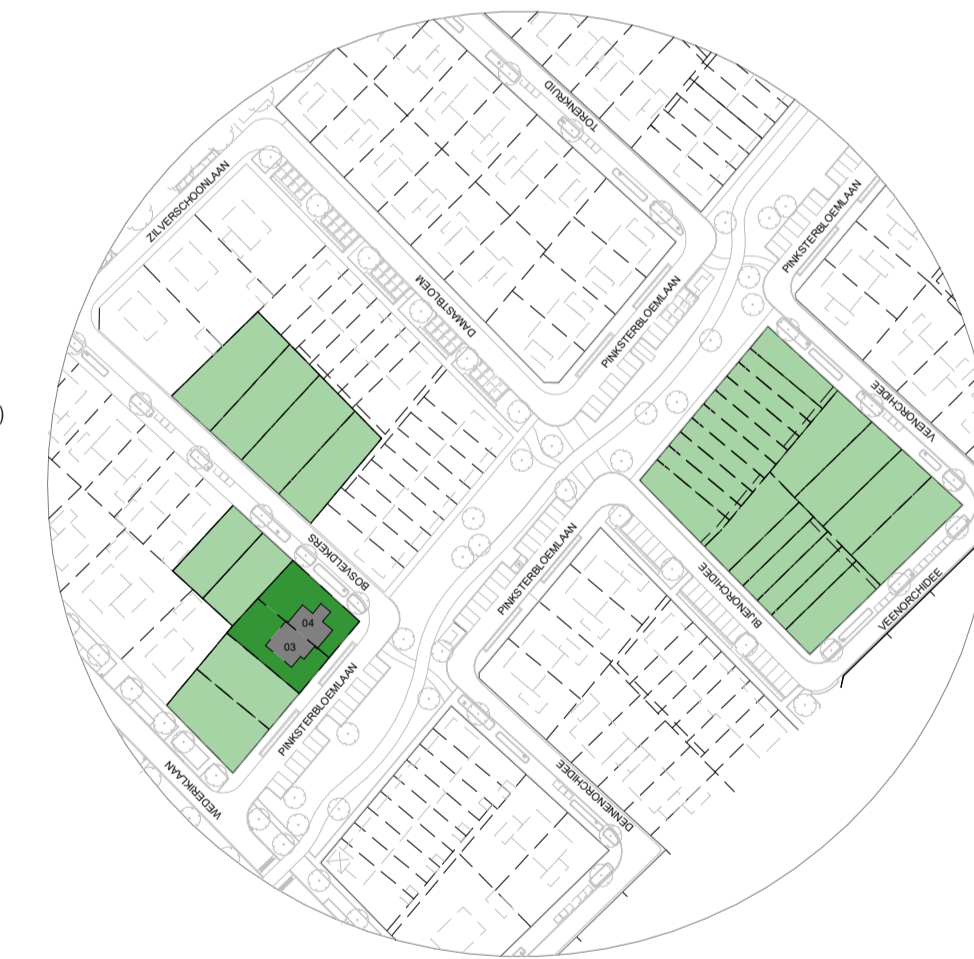 TORENKRUID
ZILVERSCHOONLAAN
PINKSTERBLOEMLAAN
DAMASTBLOEM
PINKSTERBLOEMLAAN
)
VEENORCHIDEE
BOSVELDKERS
PINKSTERBLOEMLAAN
BIJENORCHIDEE
VEENORCHIDEE
04
03
PINKSTERBLOEMLAAN
WEDERIKLAAN
DENNENORCHIDEE